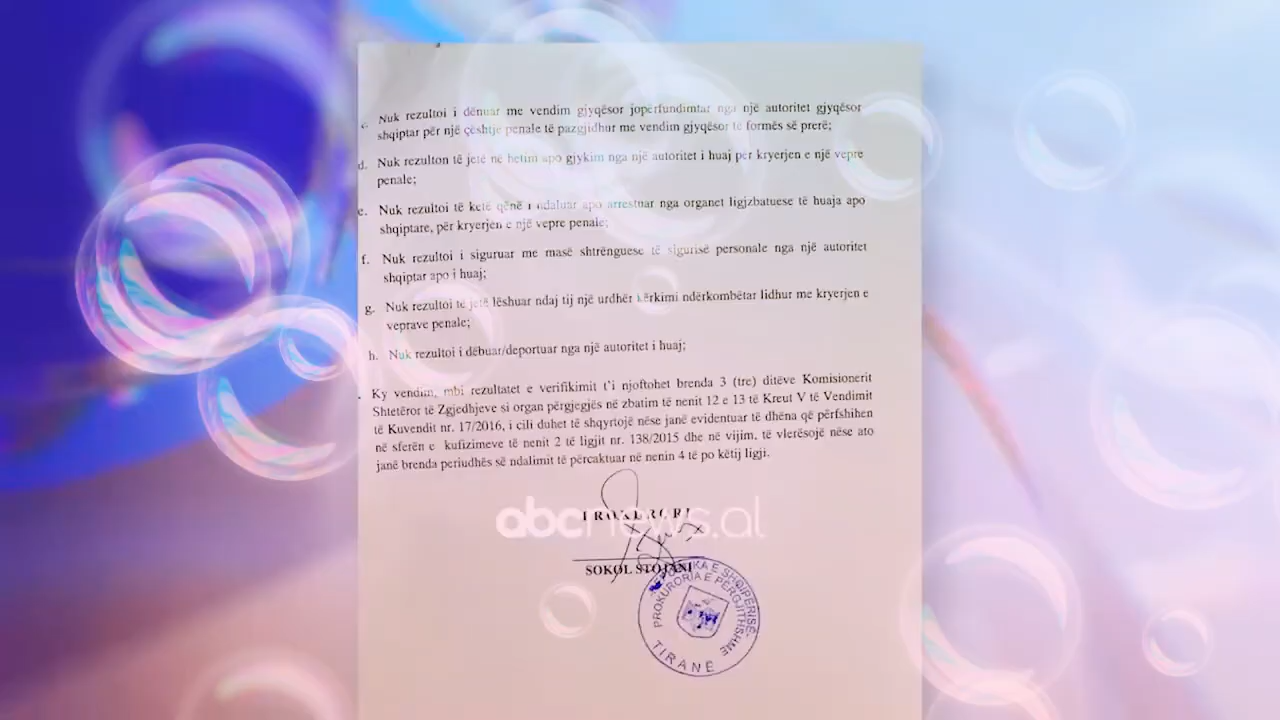 c. Nuk rezultoi i dënuar me vendim gjyqësor jopërfundimtar nga një autoritet gjyqësor
shqiptar për një çështje penale të pazgjidhur me vendim gjyqësor të formës së prerë;
d. Nuk rezulton të jetë në hetim apo gjykim nga një autoritet i huaj për kryerjen e një vepre
penale;
e. Nuk rezultoi të ketë qënë i ndaluar apo arrestuar nga organet ligjzbatuese të huaja apo
shqiptare, për kryerjen e një vepre penale;
f. Nuk rezultoi i siguruar me masë shtrënguese të sigurisë personale nga një autoritet
shqiptar apo i huaj;
g. Nuk rezultoi të jetë lëshuar ndaj tij një urdhër kërkimi ndërkombëtar lidhur me kryerjen e
veprave penale;
h. Nuk rezultoi i dëbuar/deportuar nga një autoritet i huaj;
. Ky vendim, mbi rezultatet e verifikimit t'i njoftohet brenda 3 (tre) ditëve Komisionerit
Shtetëror të Zgjedhjeve si organ përgjegjës në zbatim të nenit 12 e 13 të Kreut V të Vendimit
të Kuvendit nr. 17/2016, i cili duhet të shqyrtojë nëse janë evidentuar të dhëna që përfshihen
në sferën e kufizimeve të nenit 2 të ligjit nr. 138/2015 dhe në vijim, të vlerësojë nëse ato
janë brenda periudhës së ndalimit të përcaktuar në nenin 4 të po këtij ligji.
PROKURORI
abcnews.al
SOKOL STOJANI
REPUBLIKA E SHQIPËRISË
PROKURORIA E PËRGJITHSHME
TIRANË